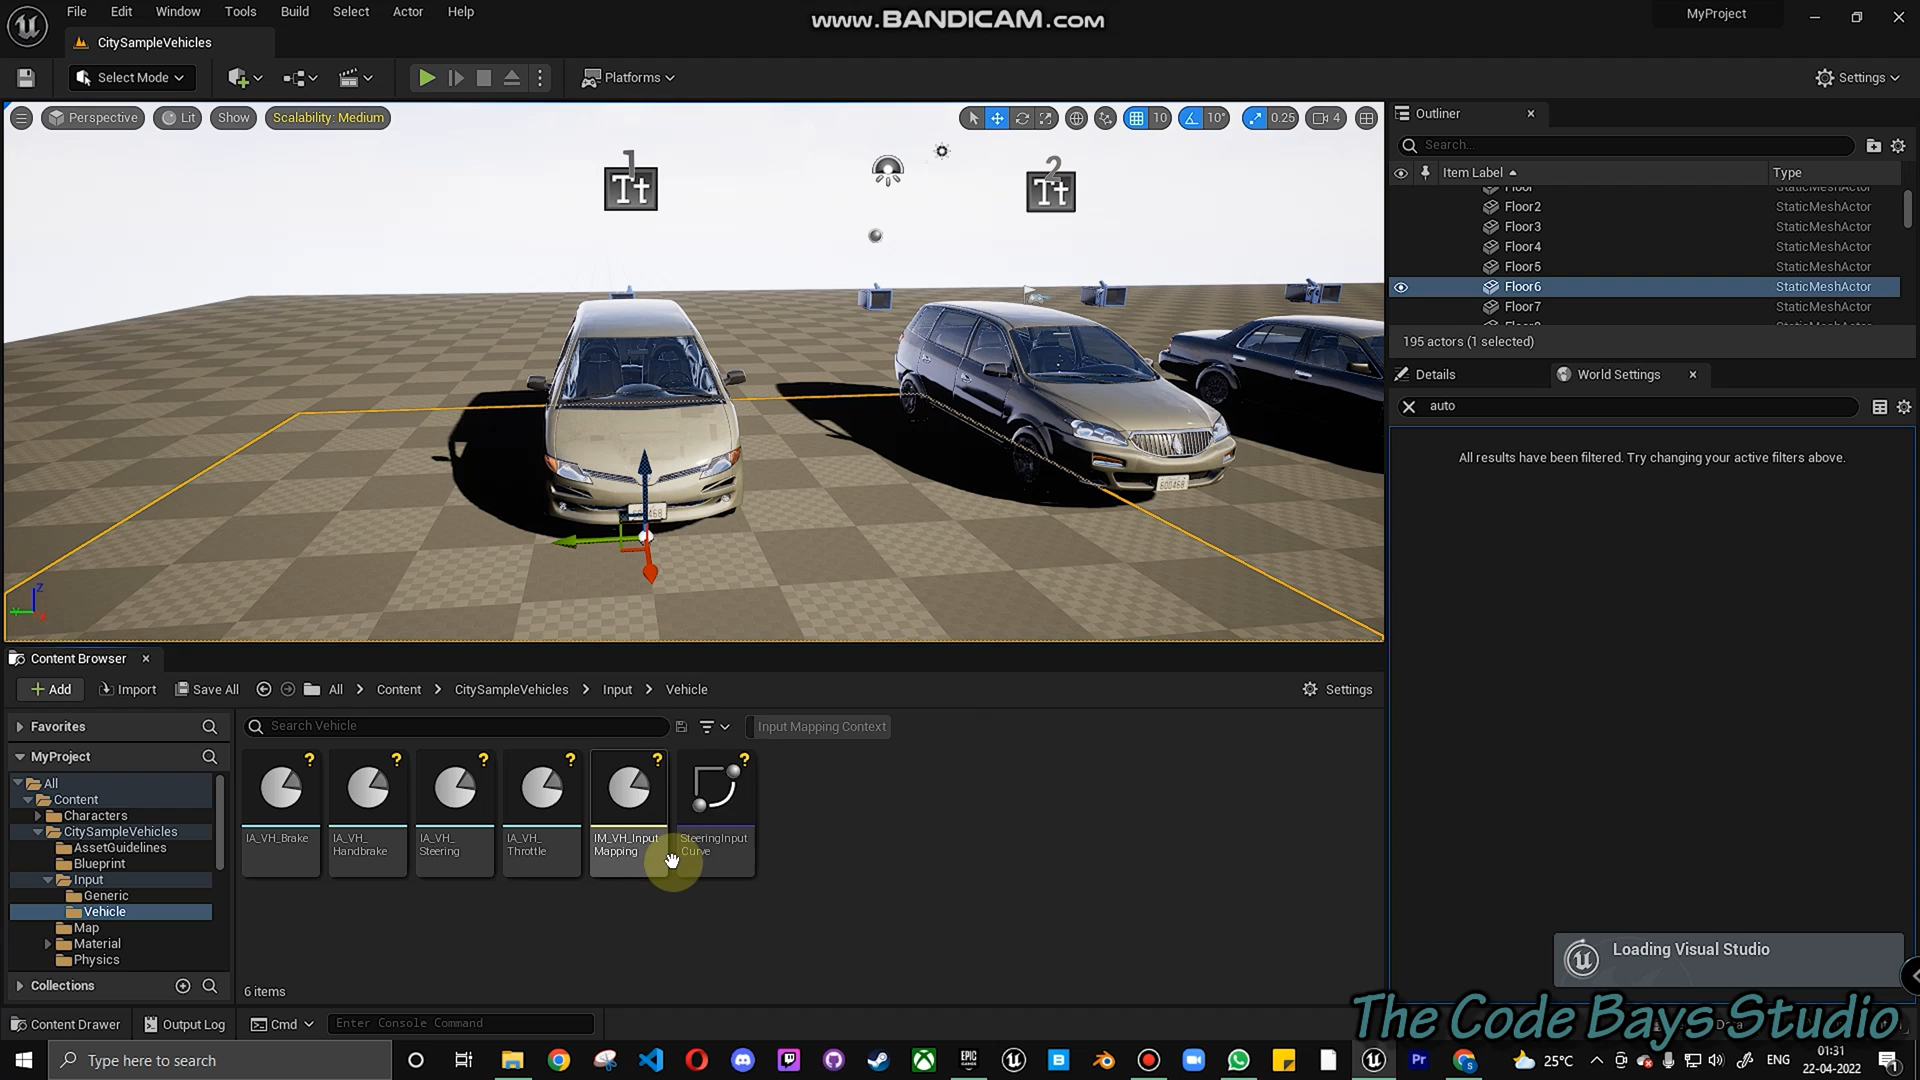 File Edit Window Tools Build Select Actor Help
www.BANDICAM.com
MyProject
CitySampleVehicles
Select Mode
Platforms
Settings
Perspective
Lit
Show
Scalability: Medium
10
10°
0.25
4
1
Tt
2
Tt
600468
Outliner
Search...
Item Label
Type
Floor StaticMeshActor
Floor2 StaticMeshActor
Floor3 StaticMeshActor
Floor4 StaticMeshActor
Floor5 StaticMeshActor
Floor6 StaticMeshActor
Floor7 StaticMeshActor
195 actors (1 selected)
Details
World Settings
auto
All results have been filtered. Try changing your active filters above.
Content Browser
Add
Import
Save All
All > Content > CitySampleVehicles > Input > Vehicle
Settings
Favorites
Search Vehicle
Input Mapping Context
MyProject
All
Content
Characters
CitySampleVehicles
AssetGuidelines
Blueprint
Input
Generic
Vehicle
Map
Material
Physics
Collections
IA_VH_Brake
IA_VH_
Handbrake
IA_VH_
Steering
IA_VH_
Throttle
IM_VH_Input
Mapping
SteeringInput
Curve
6 items
Loading Visual Studio
Content Drawer
Output Log
Cmd
Enter Console Command
The Code Bays Studio
Type here to search
25°C
ENG
01:31
22-04-2022